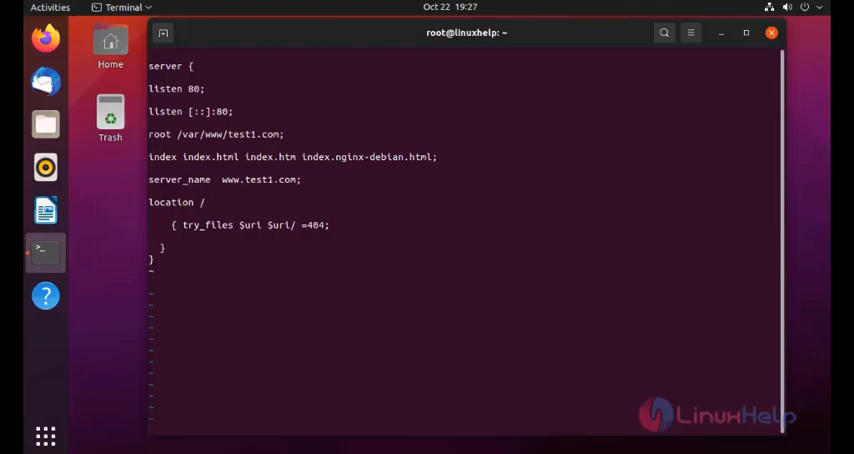 Activities
Terminal
Oct 22 19:27
root@linuxhelp: ~
Home
Trash
server {
listen 80;
listen [::]:80;
root /var/www/test1.com;
index index.html index.htm index.nginx-debian.html;
server_name  www.test1.com;
location /
{ try_files $uri $uri/ =404;
}
}
~
~
~
~
~
~
~
~
~
~
~
~
~
LinuxHelp